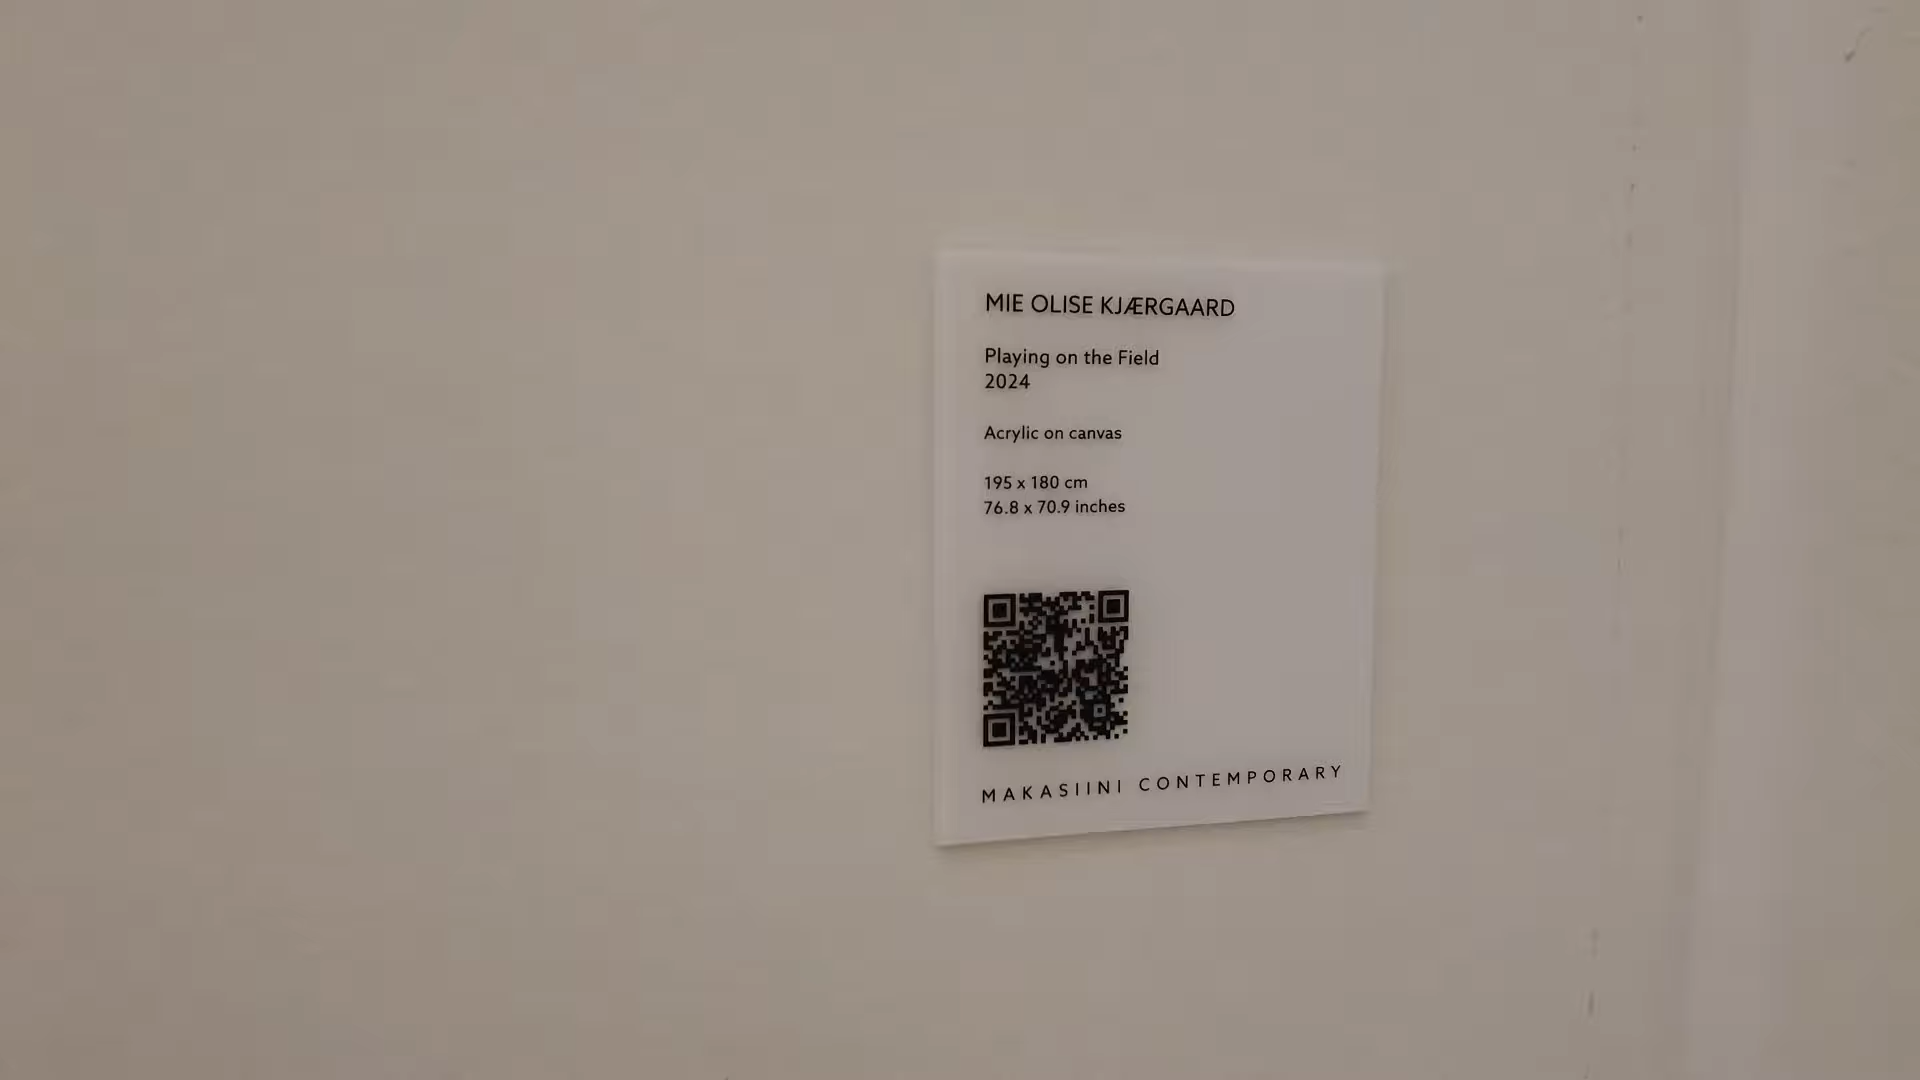 MIE OLISE KJÆRGAARD
Playing on the Field
2024
Acrylic on canvas
195 x 180 cm
76.8 x 70.9 inches
MAKASIINI CONTEMPORARY